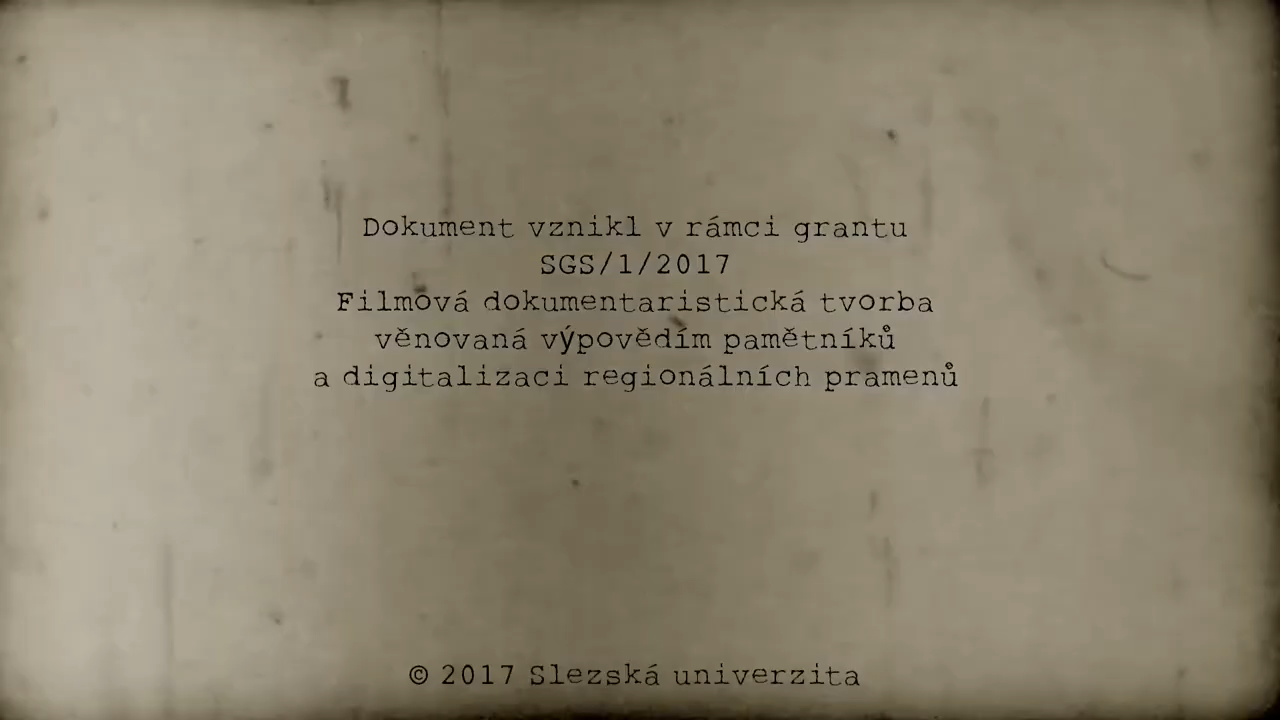 Dokument vznikl v rámci grantu
SGS/1/2017
Filmová dokumentaristická tvorba
věnovaná výpovědím pamětníků
a digitalizaci regionálních pramenů
© 2017 Slezská univerzita